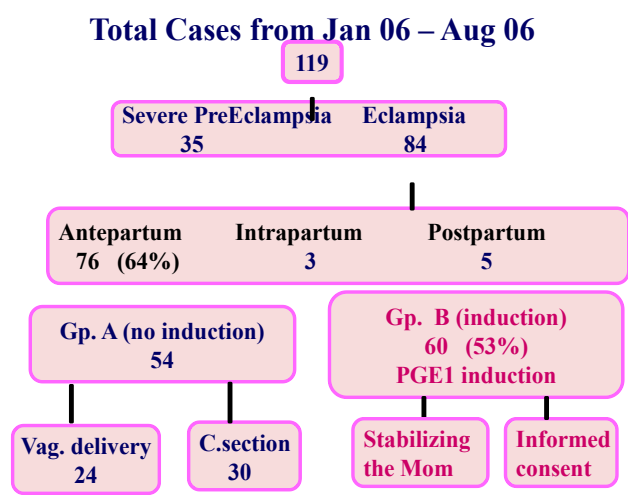 Total Cases from Jan 06 – Aug 06
119
Severe PreEclampsia Eclampsia
35 84
Antepartum Intrapartum Postpartum
76 (64%) 3 5
Gp. A (no induction)
54
Gp. B (induction)
60 (53%)
PGE1 induction
Vag. delivery
24
C.section
30
Stabilizing
the Mom
Informed
consent